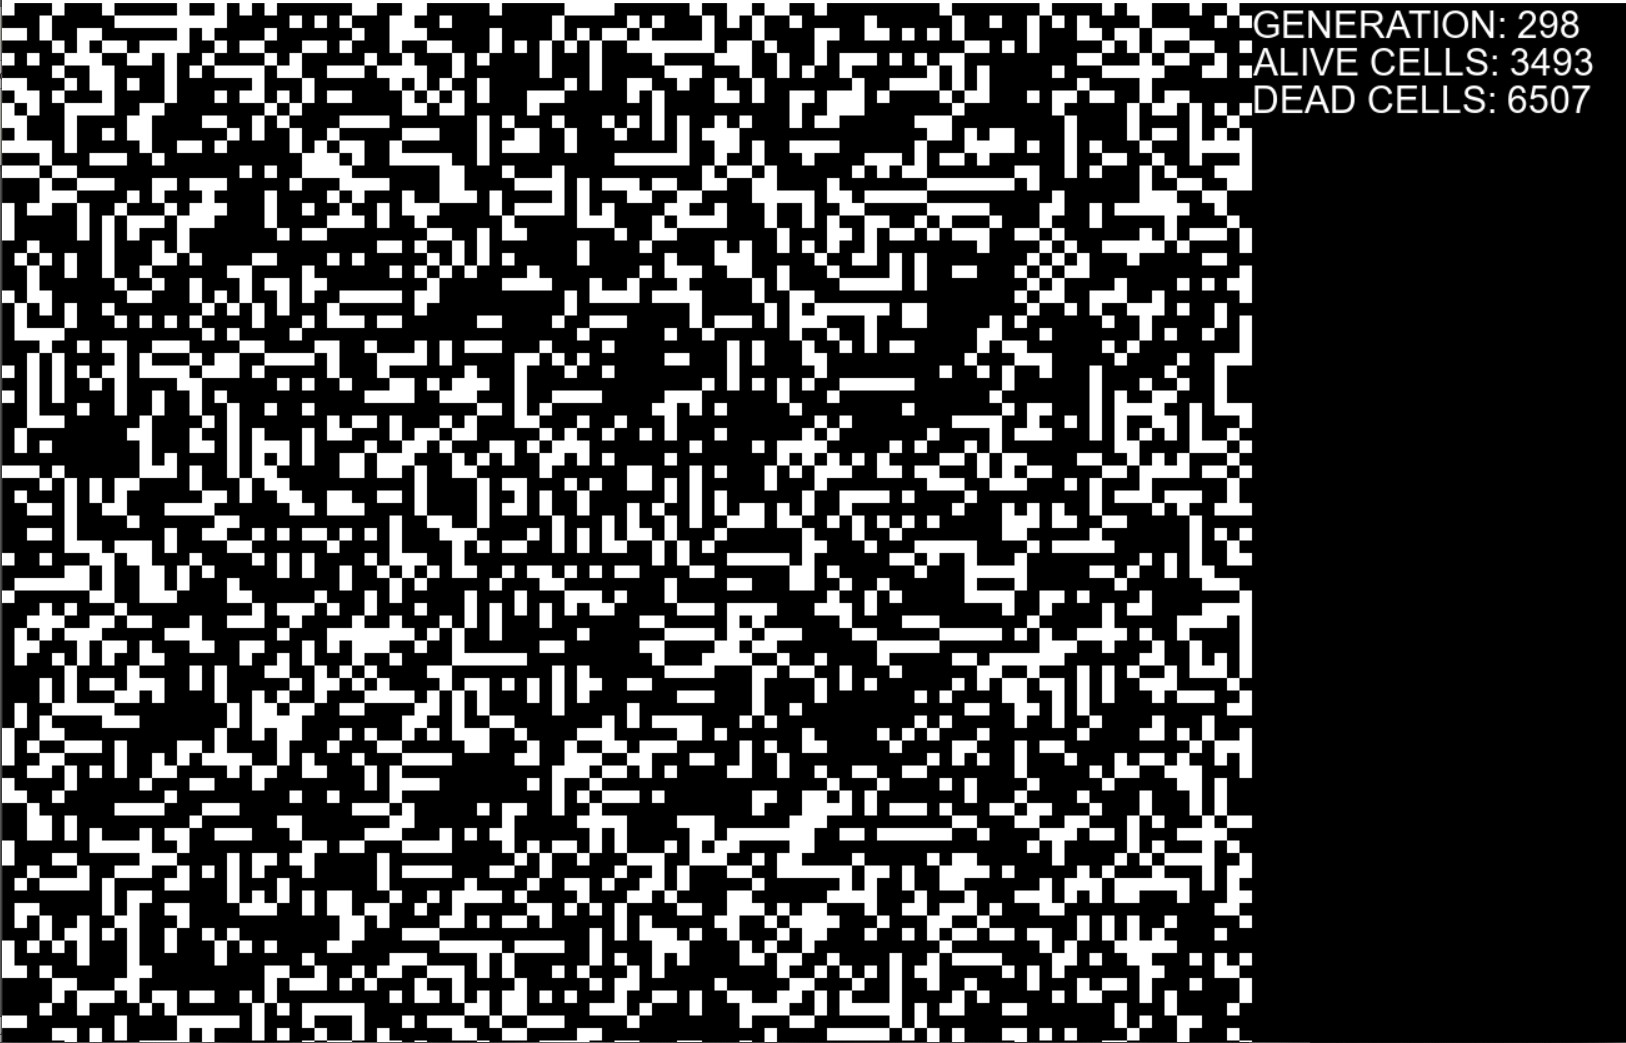 GENERATION: 298
ALIVE CELLS: 3493
DEAD CELLS: 6507